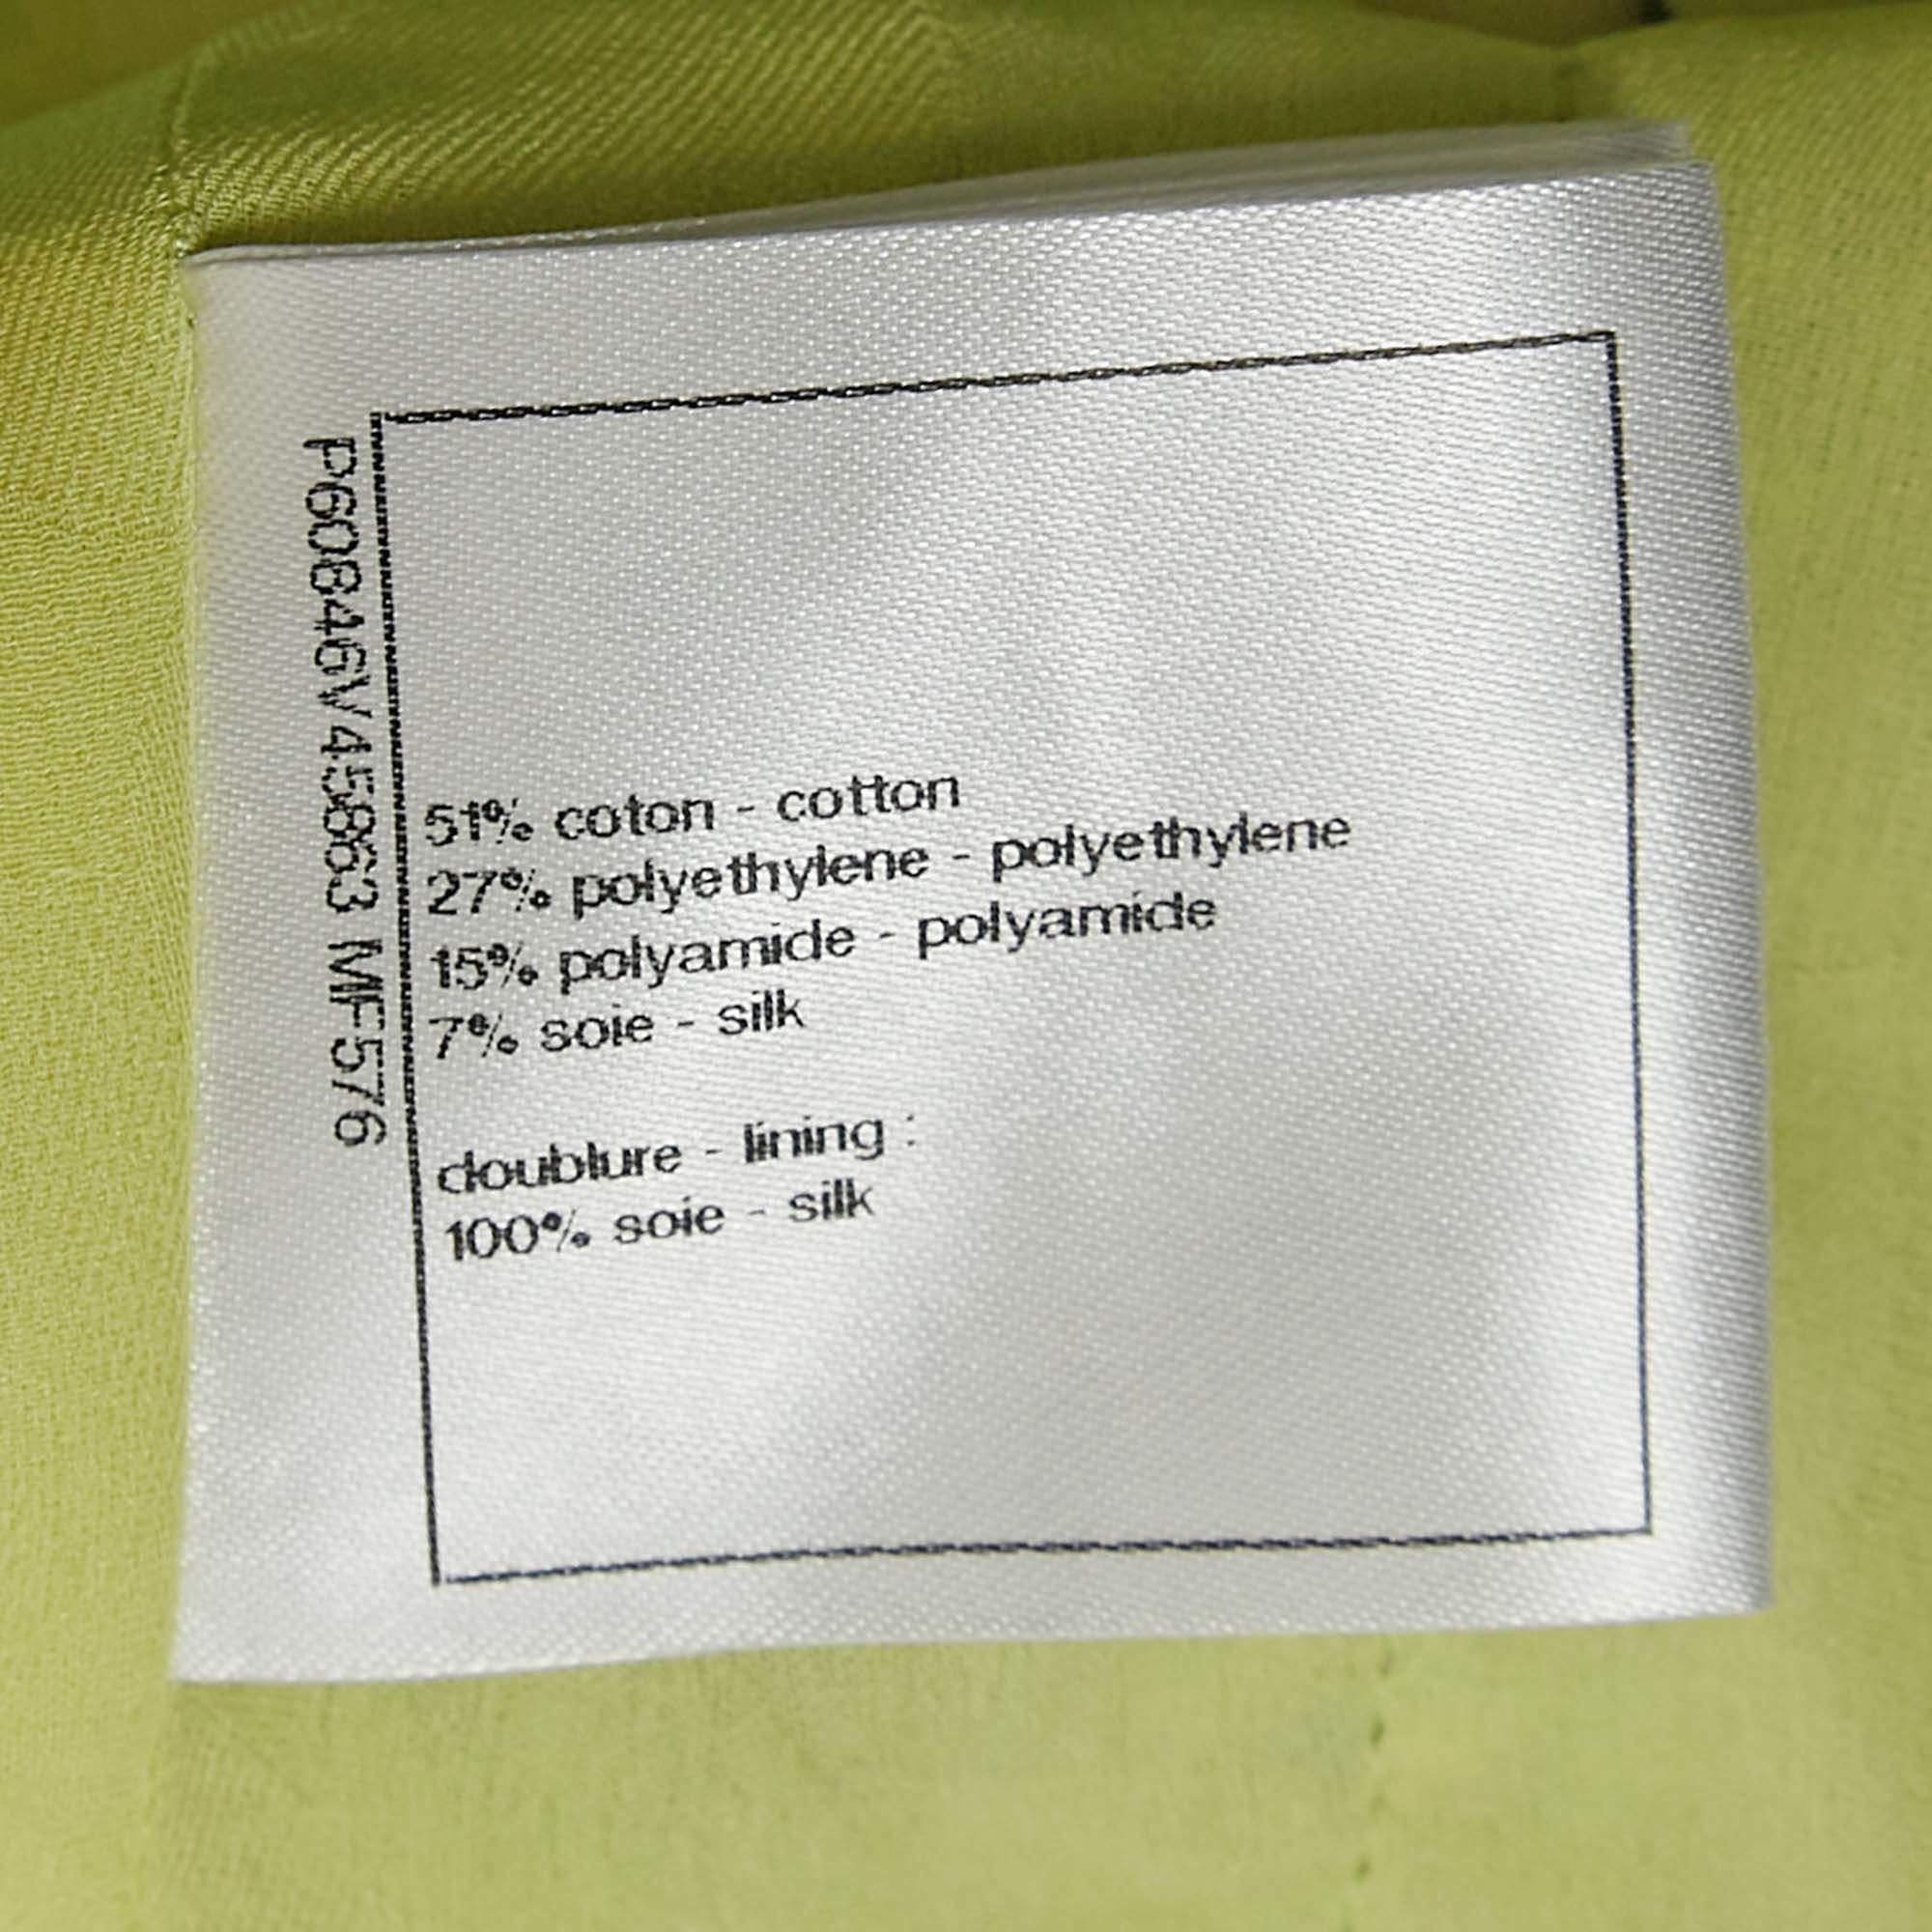 P60846V45863 MF576
51% coton - cotton
27% polyethylene - polyethylene
15% polyamide - polyamide
7% soie - silk
doublure - lining :
100% soie - silk